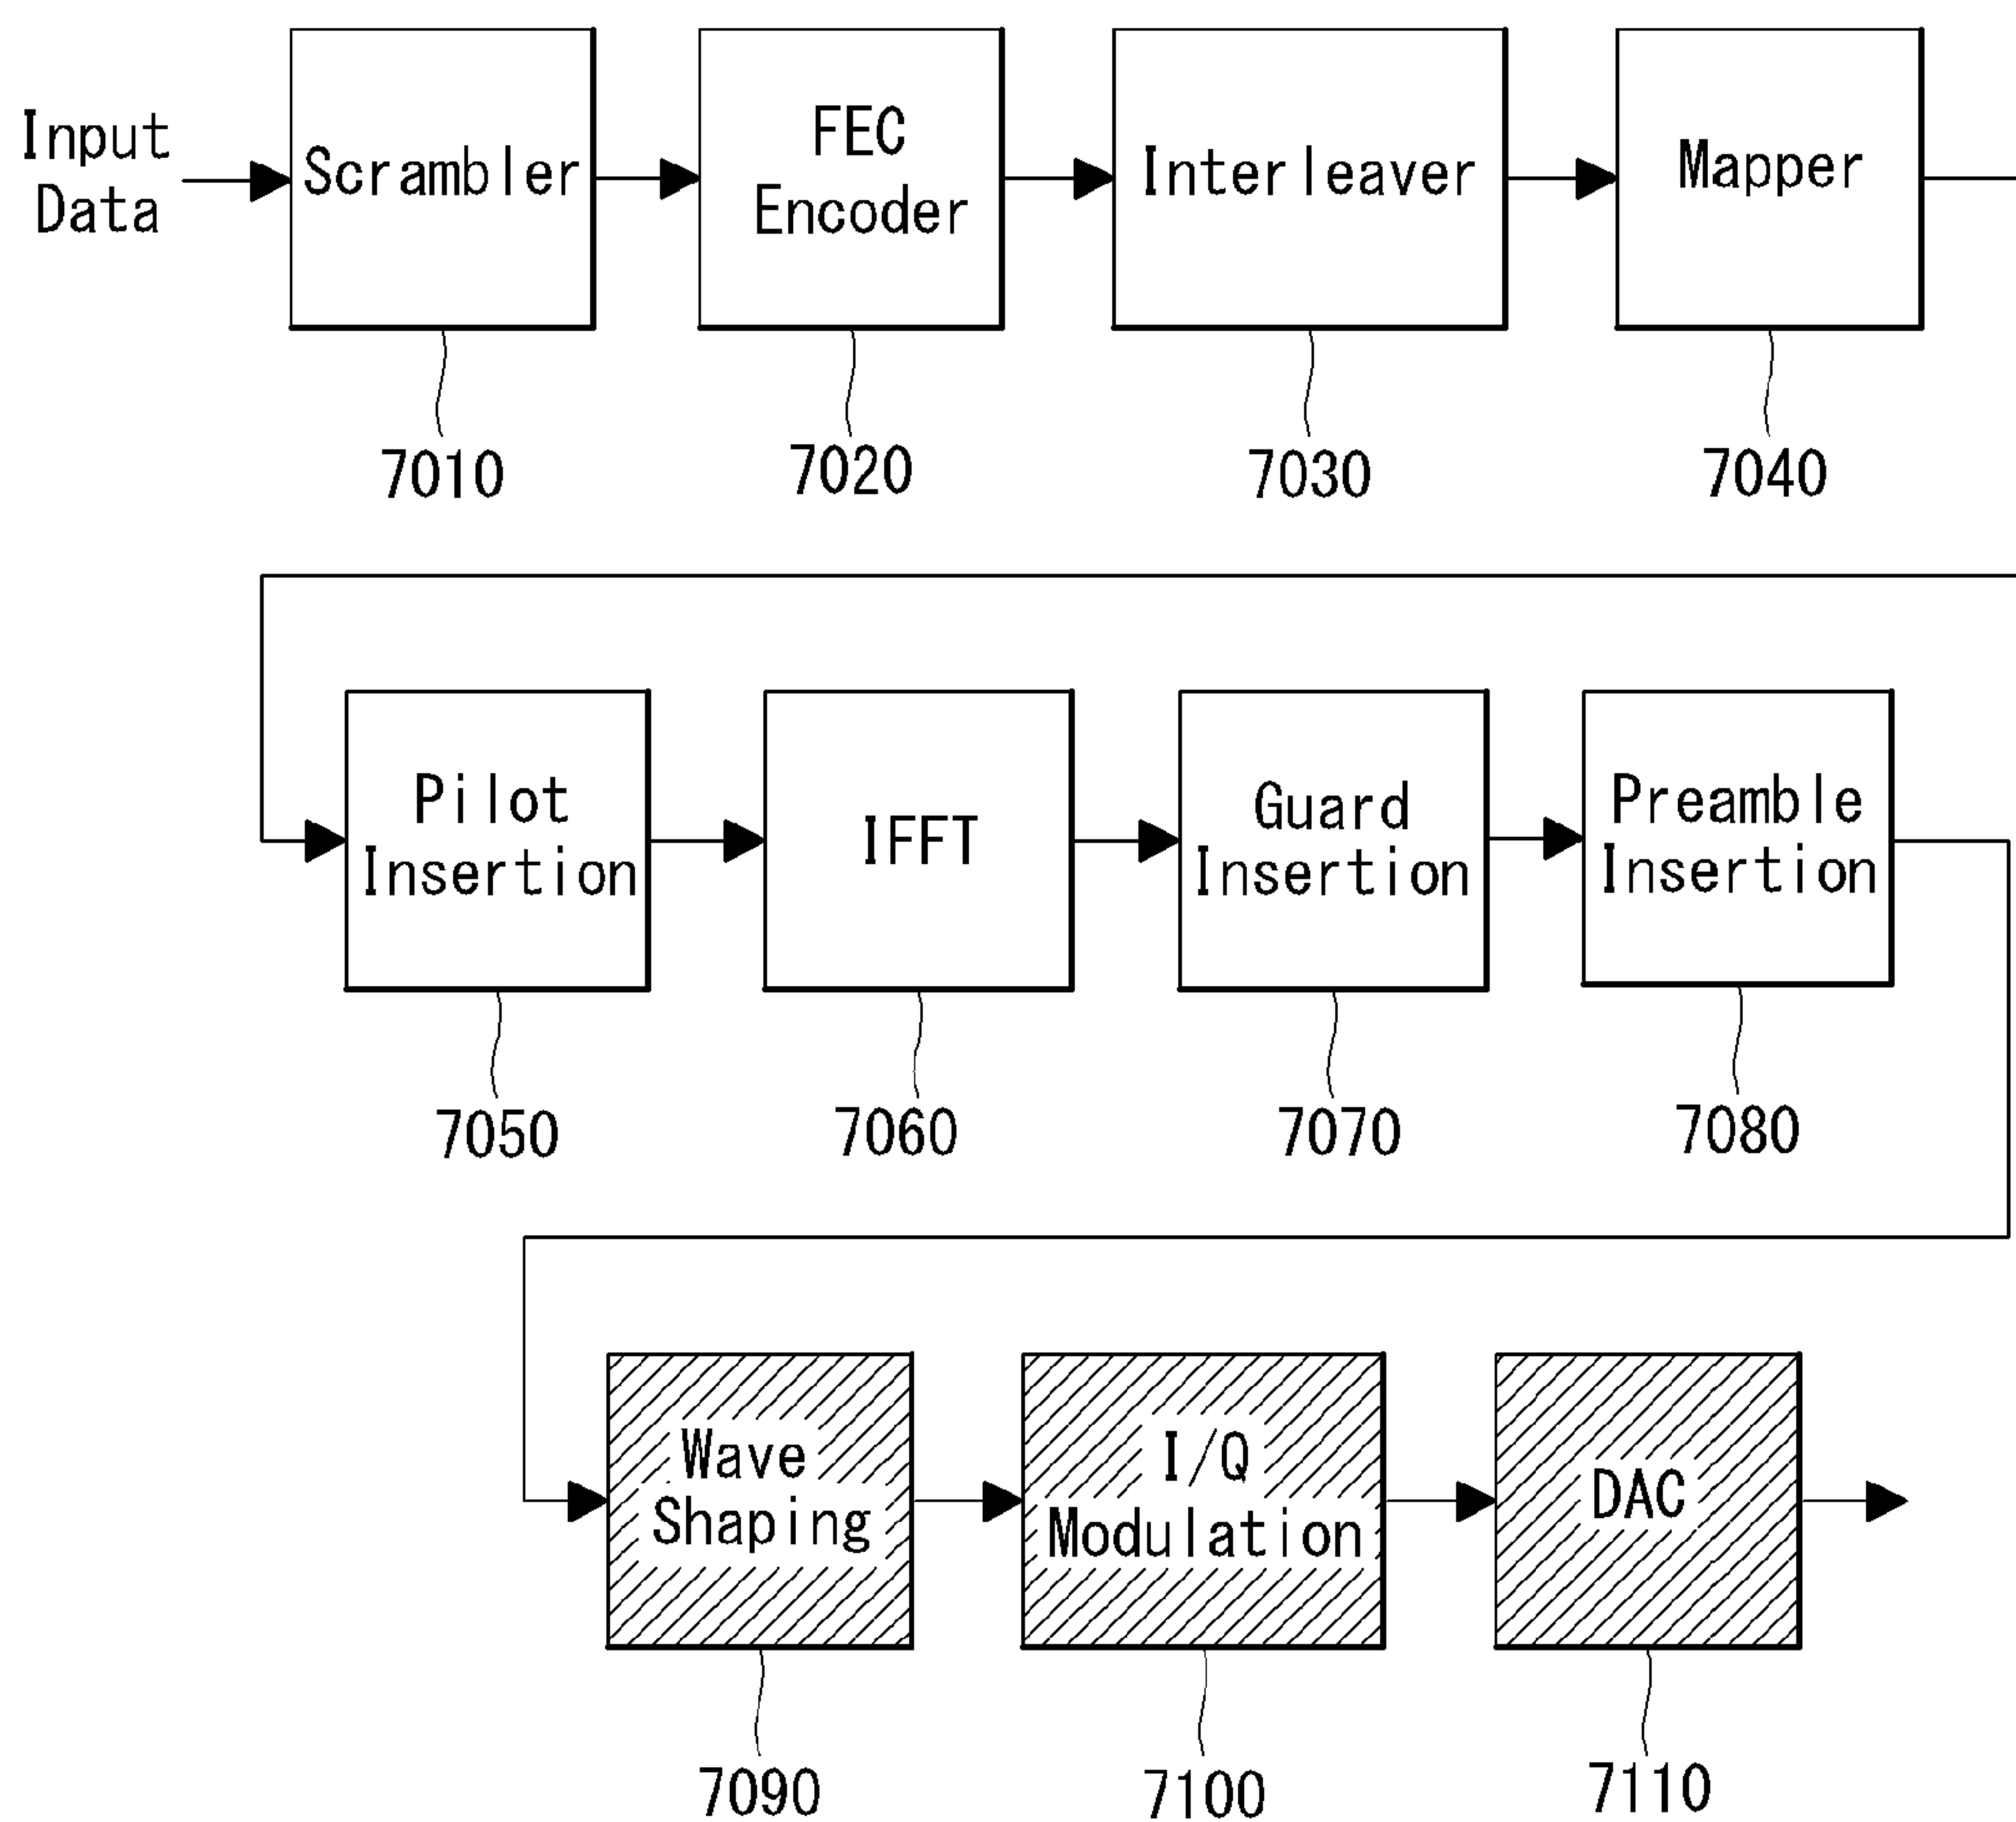 Input
Data
Scrambler
FEC
Encoder
Interleaver
Mapper
7010
7020
7030
7040
Pilot
Insertion
IFFT
Guard
Insertion
Preamble
Insertion
7050
7060
7070
7080
Wave
Shaping
I/Q
Modulation
DAC
7090
7100
7110